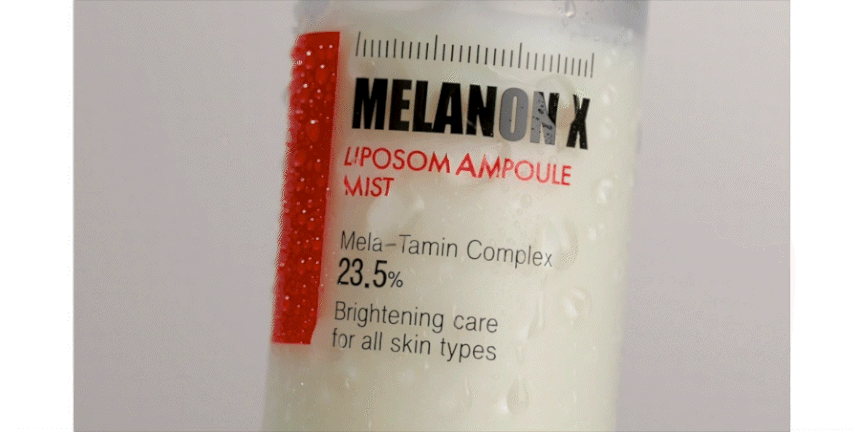 MELANON X
LIPOSOM AMPOULE
MIST
Mela-Tamin Complex
23.5%
Brightening care
for all skin types